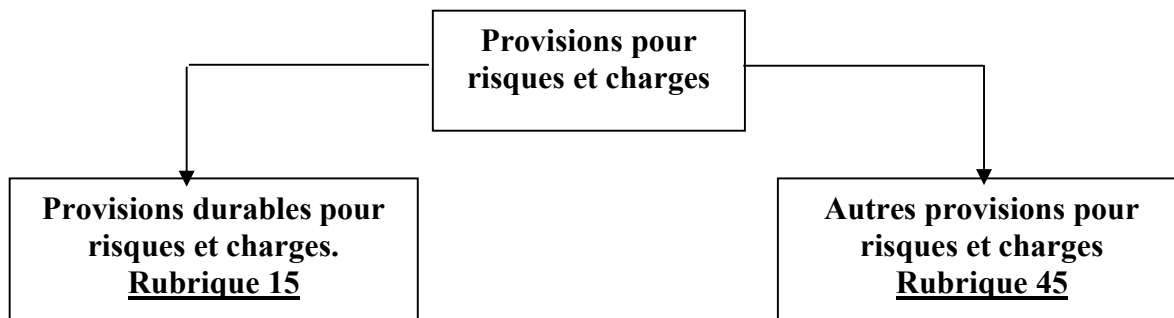 Provisions pour
risques et charges
Provisions durables pour
risques et charges.
Rubrique 15
Autres provisions pour
risques et charges
Rubrique 45